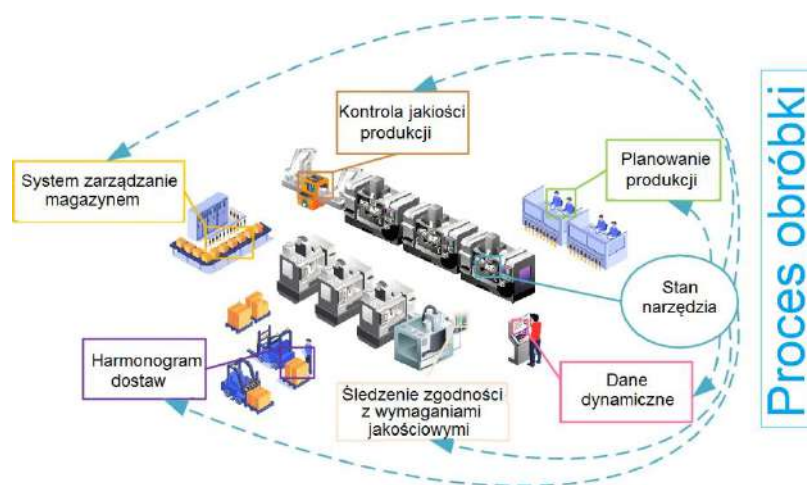 Kontrola jakiości
produkcji
Planowanie
produkcji
System zarządzanie
magazynem
Stan
narzędzia
Harmonogram
dostaw
Śledzenie zgodności
z wymaganiami
jakościowymi
Dane
dynamiczne
Proces obróbki